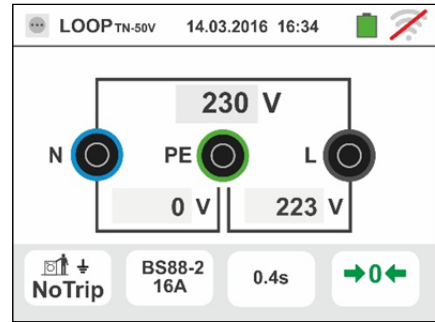 LOOP TN-50V 14.03.2016 16:34
230 V
N PE L
0 V 223 V
NoTrip
BS88-2
16A
0.4s
→0←